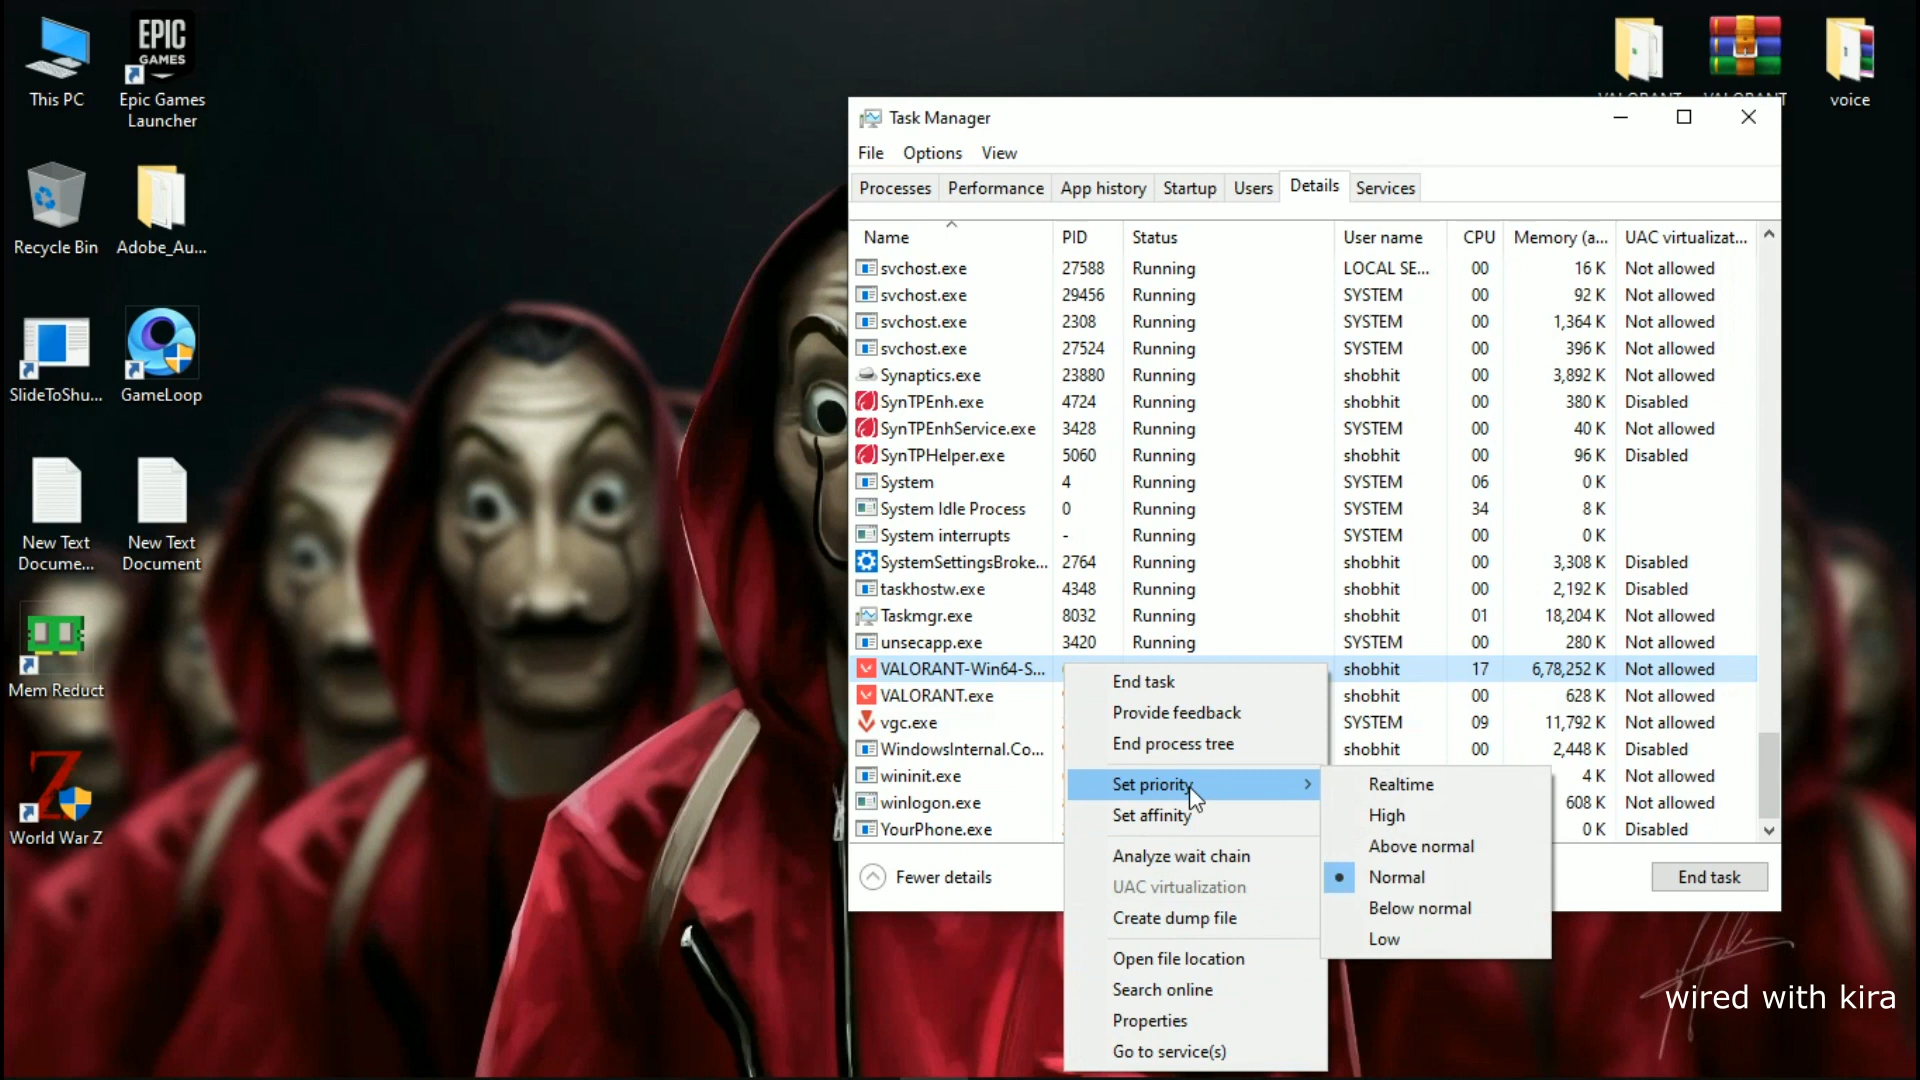 This PC
EPIC
GAMES
Epic Games
Launcher
Recycle Bin
Adobe_Au...
SlideToShu...
GameLoop
New Text
Docume...
New Text
Document
Mem Reduct
World War Z
VALORANT
VALORANT
voice
Task Manager
File Options View
Processes Performance App history Startup Users Details Services
Name PID Status User name CPU Memory (a... UAC virtualizat...
svchost.exe 27588 Running LOCAL SE... 00 16 K Not allowed
svchost.exe 29456 Running SYSTEM 00 92 K Not allowed
svchost.exe 2308 Running SYSTEM 00 1,364 K Not allowed
svchost.exe 27524 Running SYSTEM 00 396 K Not allowed
Synaptics.exe 23880 Running shobhit 00 3,892 K Not allowed
SynTPEnh.exe 4724 Running shobhit 00 380 K Disabled
SynTPEnhService.exe 3428 Running SYSTEM 00 40 K Not allowed
SynTPHelper.exe 5060 Running shobhit 00 96 K Disabled
System 4 Running SYSTEM 06 0 K
System Idle Process 0 Running SYSTEM 34 8 K
System interrupts - Running SYSTEM 00 0 K
SystemSettingsBroke... 2764 Running shobhit 00 3,308 K Disabled
taskhostw.exe 4348 Running shobhit 00 2,192 K Disabled
Taskmgr.exe 8032 Running shobhit 01 18,204 K Not allowed
unsecapp.exe 3420 Running SYSTEM 00 280 K Not allowed
VALORANT-Win64-S... shobhit 17 6,78,252 K Not allowed
VALORANT.exe shobhit 00 628 K Not allowed
vgc.exe SYSTEM 09 11,792 K Not allowed
WindowsInternal.Co... shobhit 00 2,448 K Disabled
wininit.exe 4 K Not allowed
winlogon.exe 608 K Not allowed
YourPhone.exe 0 K Disabled
Fewer details
End task
End task
Provide feedback
End process tree
Set priority
Set affinity
Analyze wait chain
UAC virtualization
Create dump file
Open file location
Search online
Properties
Go to service(s)
Realtime
High
Above normal
Normal
Below normal
Low
wired with kira